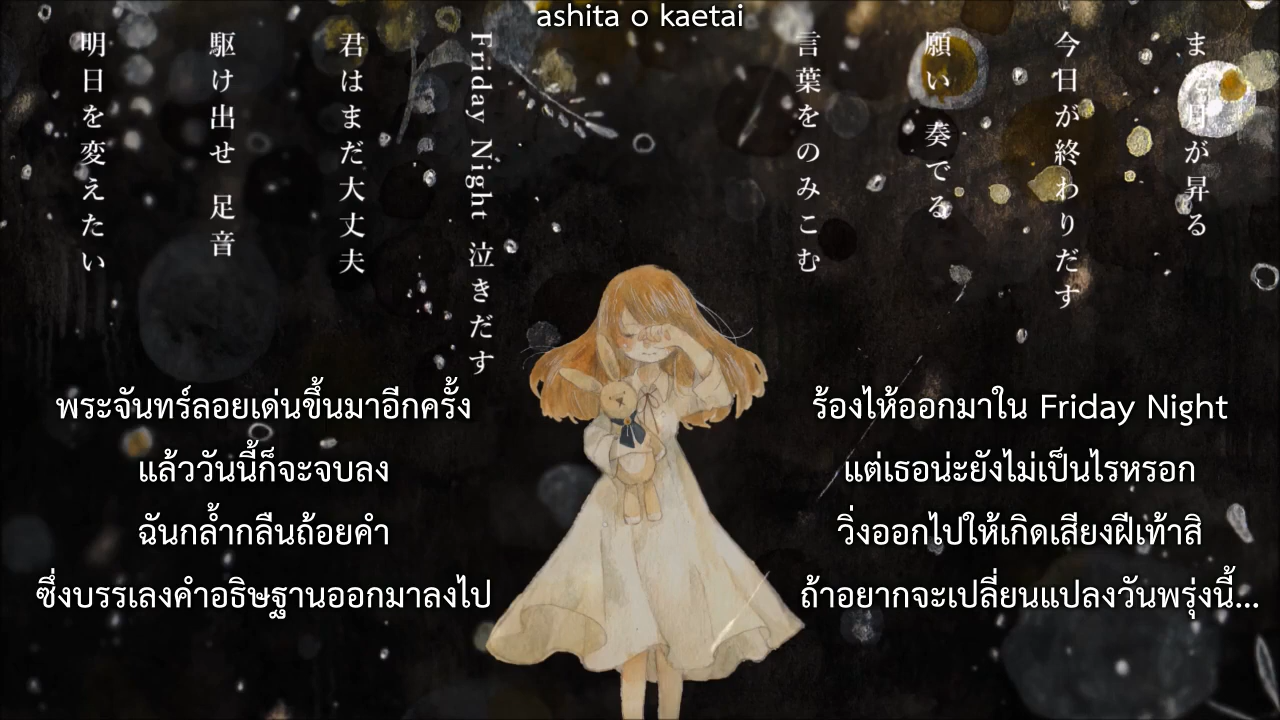 ashita o kaetai
ま 月が昇る
今日が終わりだす
願い 奏でる
言葉をのみこむ
Friday Night 泣きだす
君はまだ大丈夫
駆け出せ 足音
明日を変えたい
พระจันทร์ลอยเด่นขึ้นมาอีกครั้ง
แล้ววันนี้ก็จะจบลง
ฉันกล้ำกลืนถ้อยคำ
ซึ่งบรรเลงคำอธิษฐานออกมาลงไป
ร้องไห้ออกมาใน Friday Night
แต่เธอน่ะยังไม่เป็นไรหรอก
วิ่งออกไปให้เกิดเสียงฝีเท้าสิ
ถ้าอยากจะเปลี่ยนแปลงวันพรุ่งนี้...